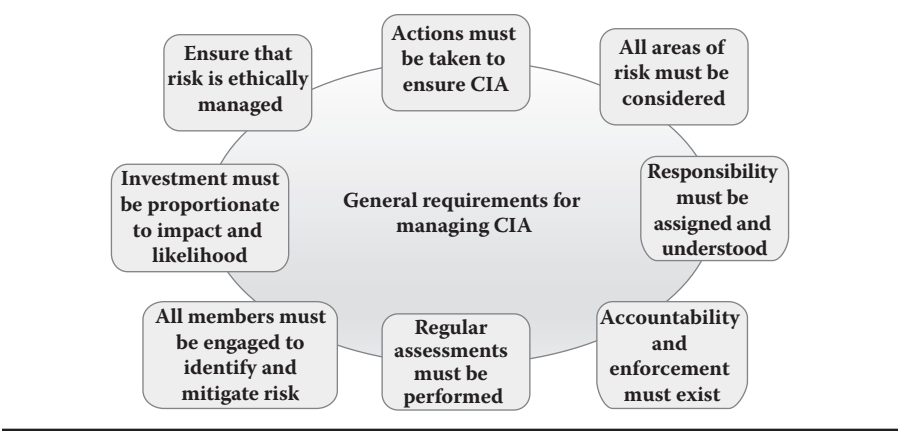 Actions must
be taken to
ensure CIA
All areas of
risk must be
considered
Responsibility
must be
assigned and
understood
Accountability
and
enforcement
must exist
Regular
assessments
must be
performed
All members must
be engaged to
identify and
mitigate risk
Investment must
be proportionate
to impact and
likelihood
Ensure that
risk is ethically
managed
General requirements for
managing CIA